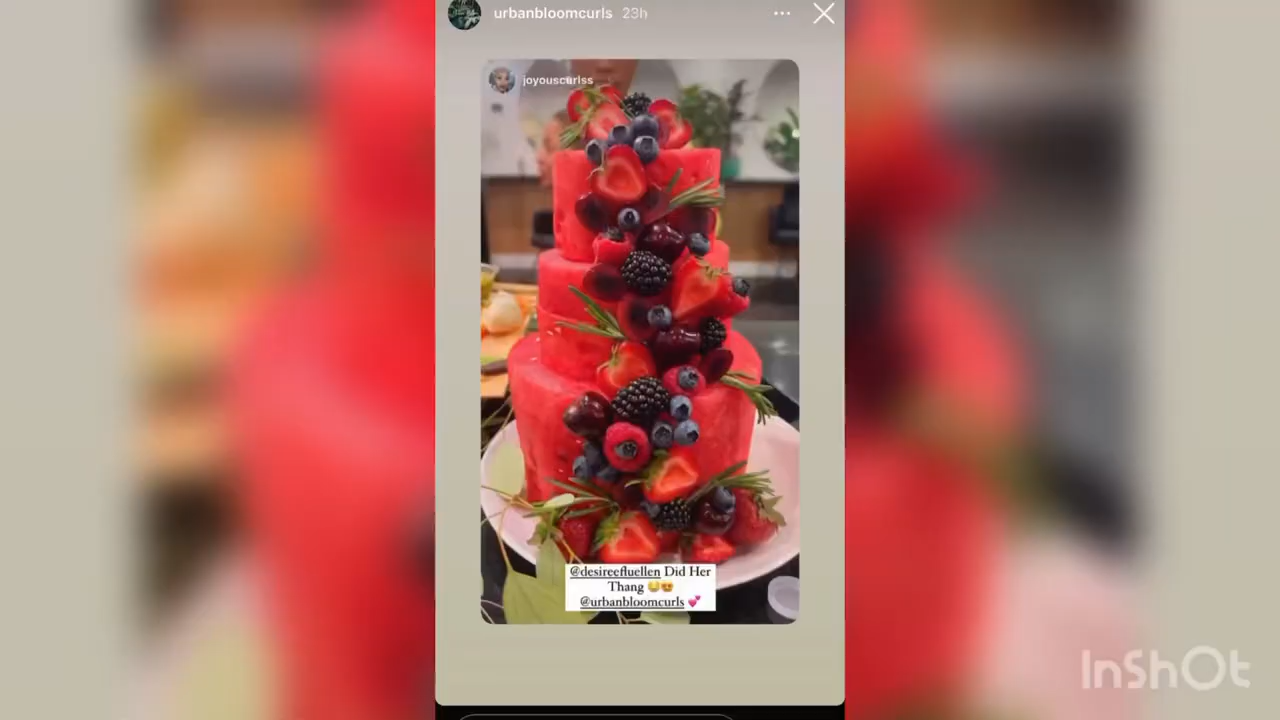 urbanbloomcurls 23h
joyouscurlss
@desireefluellen Did Her
Thang 😭😍
@urbanbloomcurls 💕
InShOt